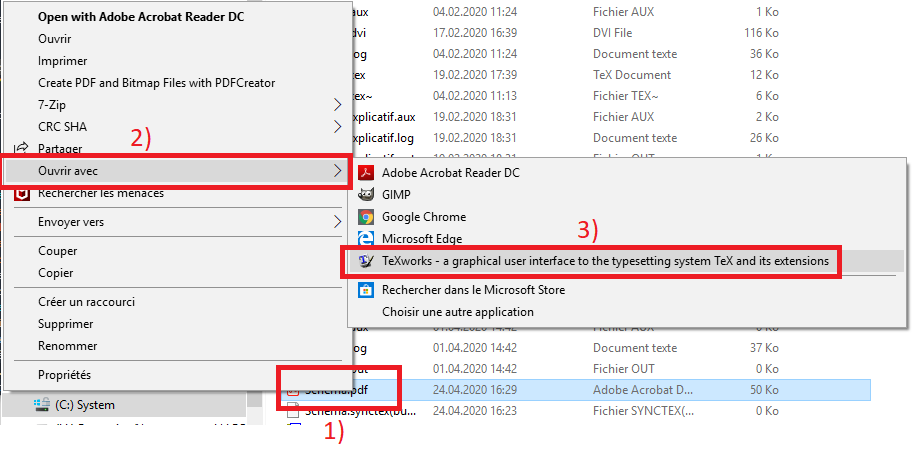 Open with Adobe Acrobat Reader DC
Ouvrir
Imprimer
Create PDF and Bitmap Files with PDFCreator
7-Zip
CRC SHA
2)
Partager
Ouvrir avec
Rechercher les menaces
Envoyer vers
Couper
Copier
Créer un raccourci
Supprimer
Renommer
Propriétés
(C:) System
.aux 04.02.2020 11:24 Fichier AUX 1 Ko
dvi 17.02.2020 16:39 DVI File 116 Ko
og 04.02.2020 11:24 Document texte 36 Ko
ex 19.02.2020 17:39 TeX Document 12 Ko
ex~ 04.02.2020 11:13 Fichier TEX~ 2 Ko
xplicatif.aux 19.02.2020 18:31 Fichier AUX 2 Ko
xplicatif.log 19.02.2020 18:31 Document texte 26 Ko
Adobe Acrobat Reader DC
GIMP
Google Chrome
3)
Microsoft Edge
TeXworks - a graphical user interface to the typesetting system TeX and its extensions
Rechercher dans le Microsoft Store
Choisir une autre application
aux 01.04.2020 14:42 Fichier AUX
og 01.04.2020 14:42 Document texte 37 Ko
out 01.04.2020 14:42 Fichier OUT 0 Ko
Schema.pdf 24.04.2020 16:29 Adobe Acrobat D... 50 Ko
Schema.synctex(bu... 24.04.2020 16:23 Fichier SYNCTEX(... 0 Ko
1)